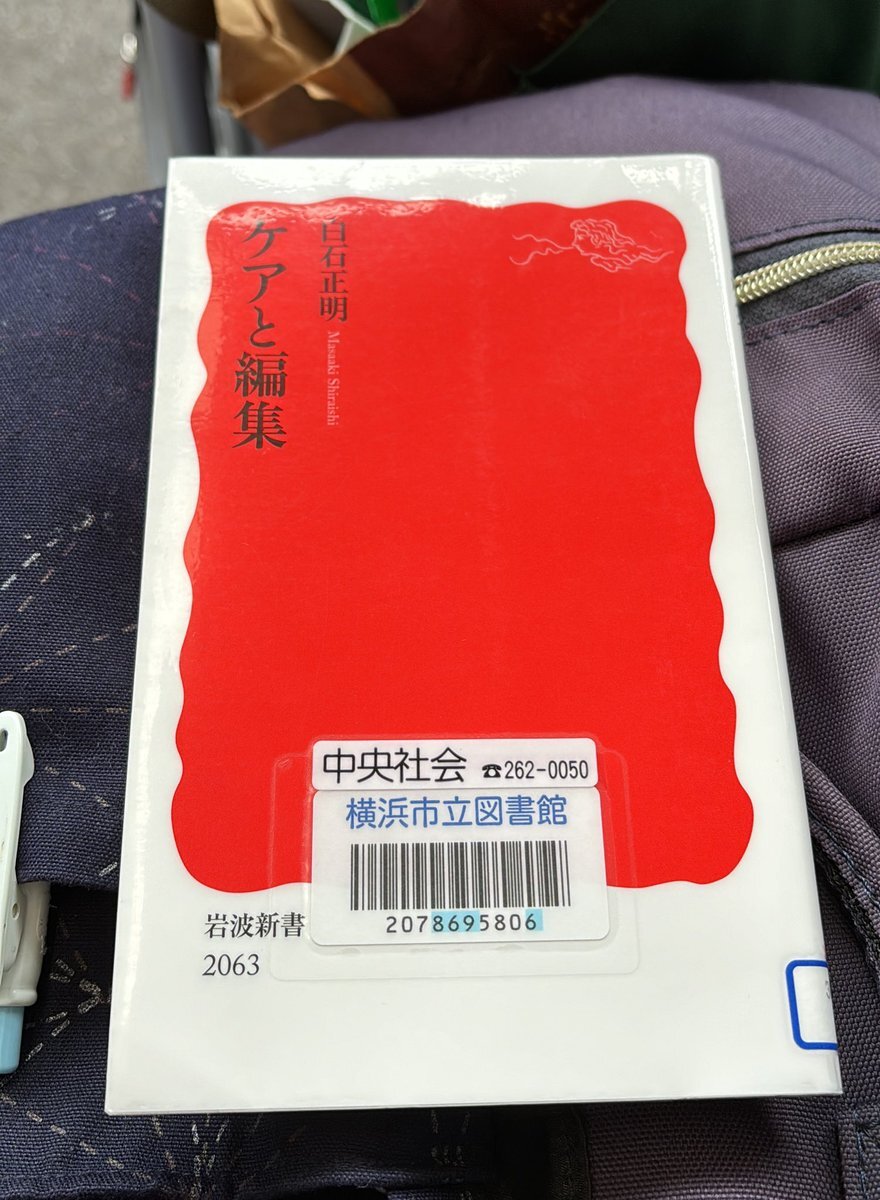 ケアと編集
白石正明
Masaaki Shiraishi
中央社会 ☎262-0050
横浜市立図書館
2078695806
岩波新書
2063